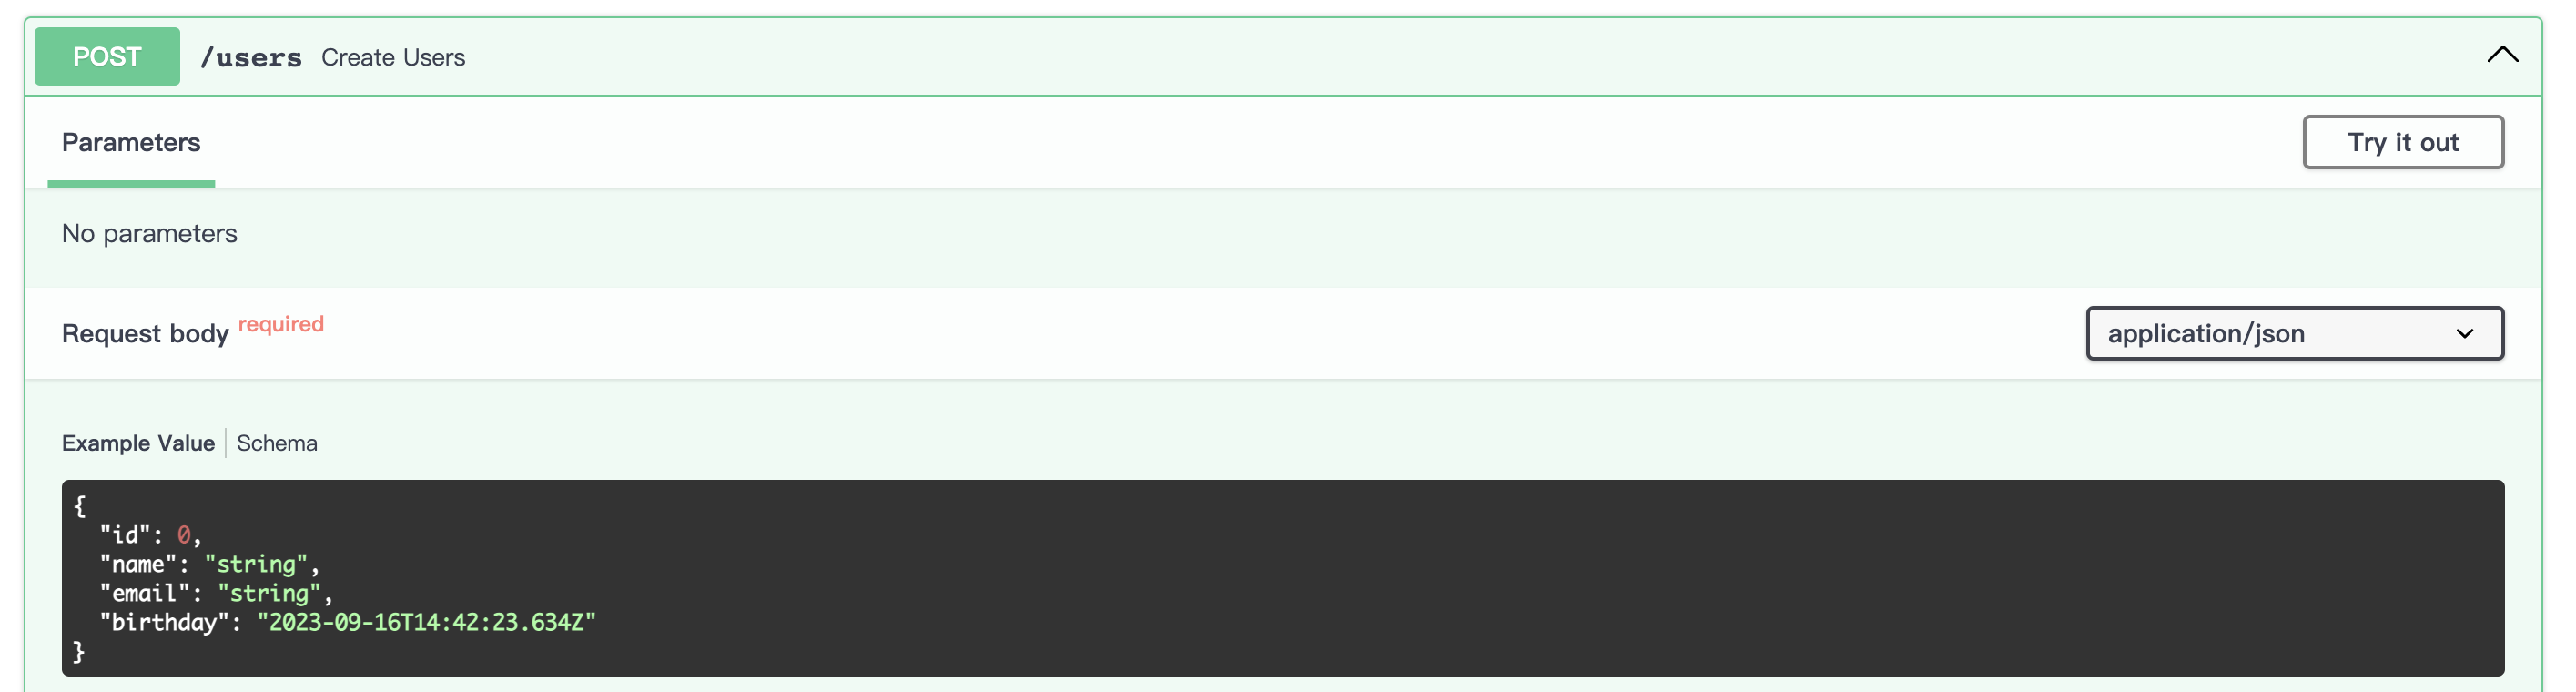 POST /users Create Users
Parameters
Try it out
No parameters
Request body required
application/json
Example Value | Schema
{
  "id": 0,
  "name": "string",
  "email": "string",
  "birthday": "2023-09-16T14:42:23.634Z"
}